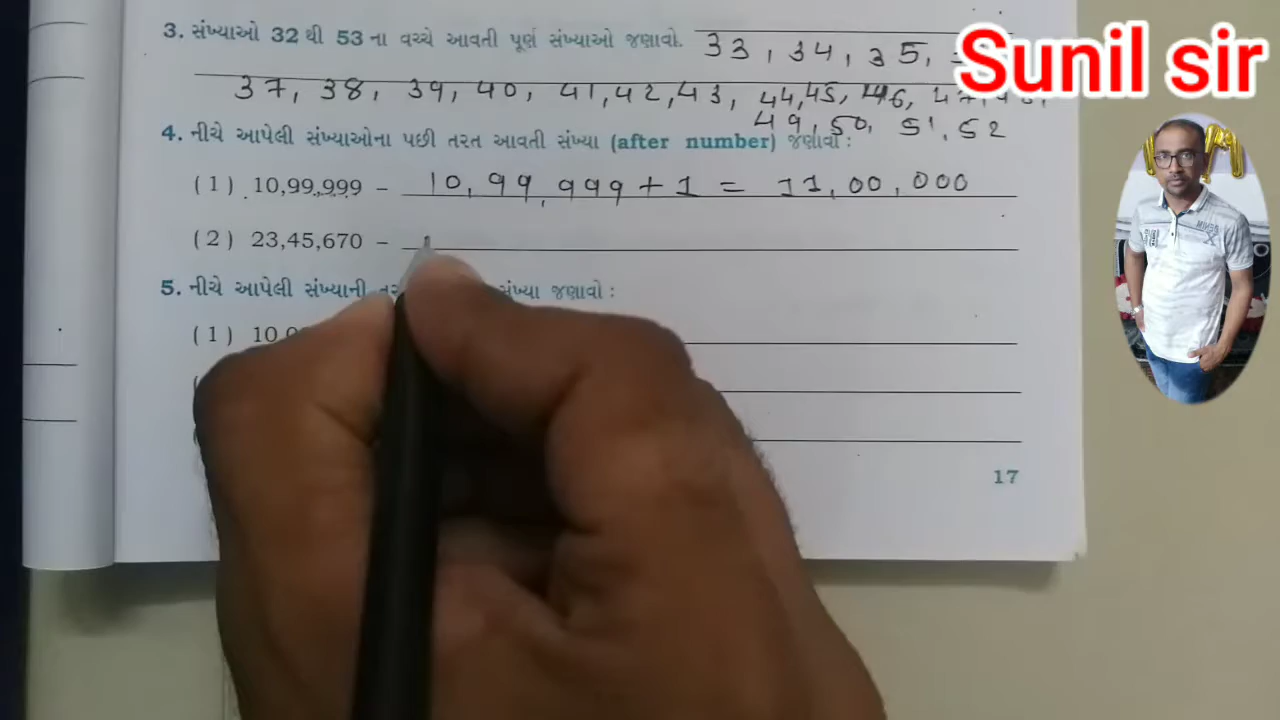 3. સંખ્યાઓ 32 થી 53 ના વચ્ચે આવતી પૂર્ણ સંખ્યાઓ જણાવો. 33, 34, 35,
Sunil sir
37, 38, 39, 40, 41, 42, 43, 44, 45, 46, 47,
49, 50, 51, 52
4. નીચે આપેલી સંખ્યાઓના પછી તરત આવતી સંખ્યા (after number) જણાવો :
(1) 10,99,999 – 10,99,999 + 1 = 11,00,000
(2) 23,45,670 –
5. નીચે આપેલી સંખ્યાની જણાવો :
(1)
17